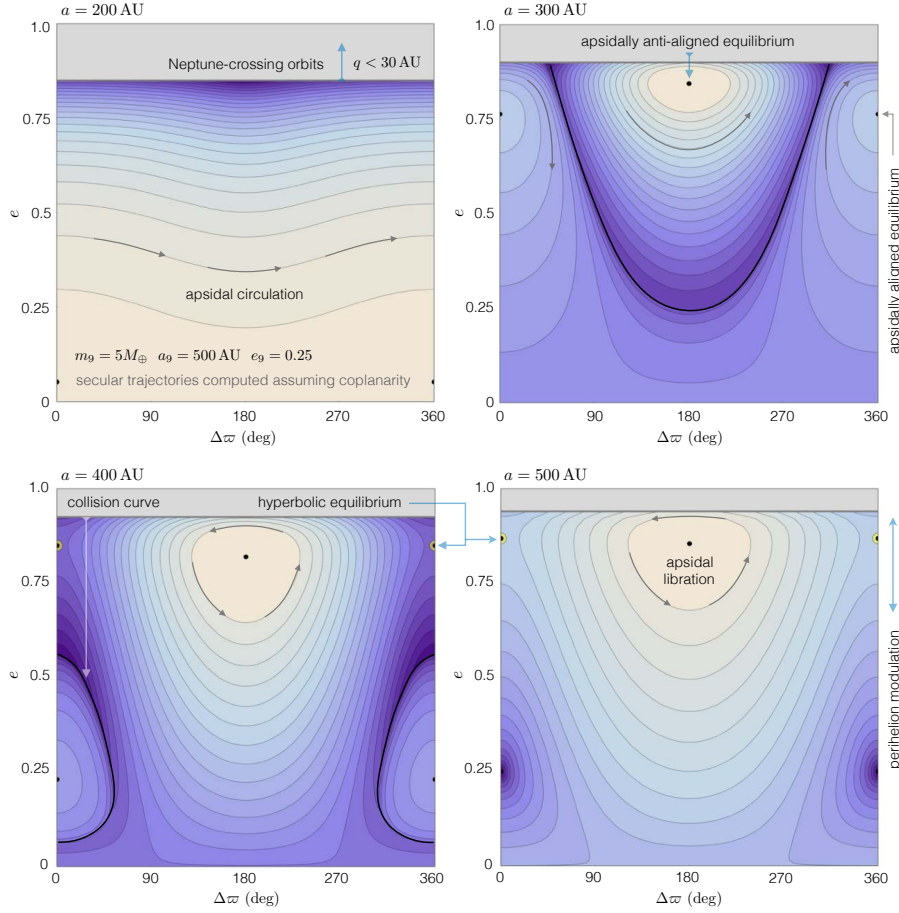 a = 200 AU
1.0
0.75
0.5
0.25
0
e
Neptune-crossing orbits
q < 30 AU
apsidal circulation
m₉ = 5M⊕ a₉ = 500 AU e₉ = 0.25
secular trajectories computed assuming coplanarity
0 90 180 270 360
Δϖ (deg)
a = 300 AU
1.0
0.75
0.5
0.25
0
e
apsidally anti-aligned equilibrium
apsidally aligned equilibrium
0 90 180 270 360
Δϖ (deg)
a = 400 AU
1.0
0.75
0.5
0.25
0
e
collision curve
hyperbolic equilibrium
0 90 180 270 360
Δϖ (deg)
a = 500 AU
1.0
0.75
0.5
0.25
0
e
apsidal
libration
perihelion modulation
0 90 180 270 360
Δϖ (deg)